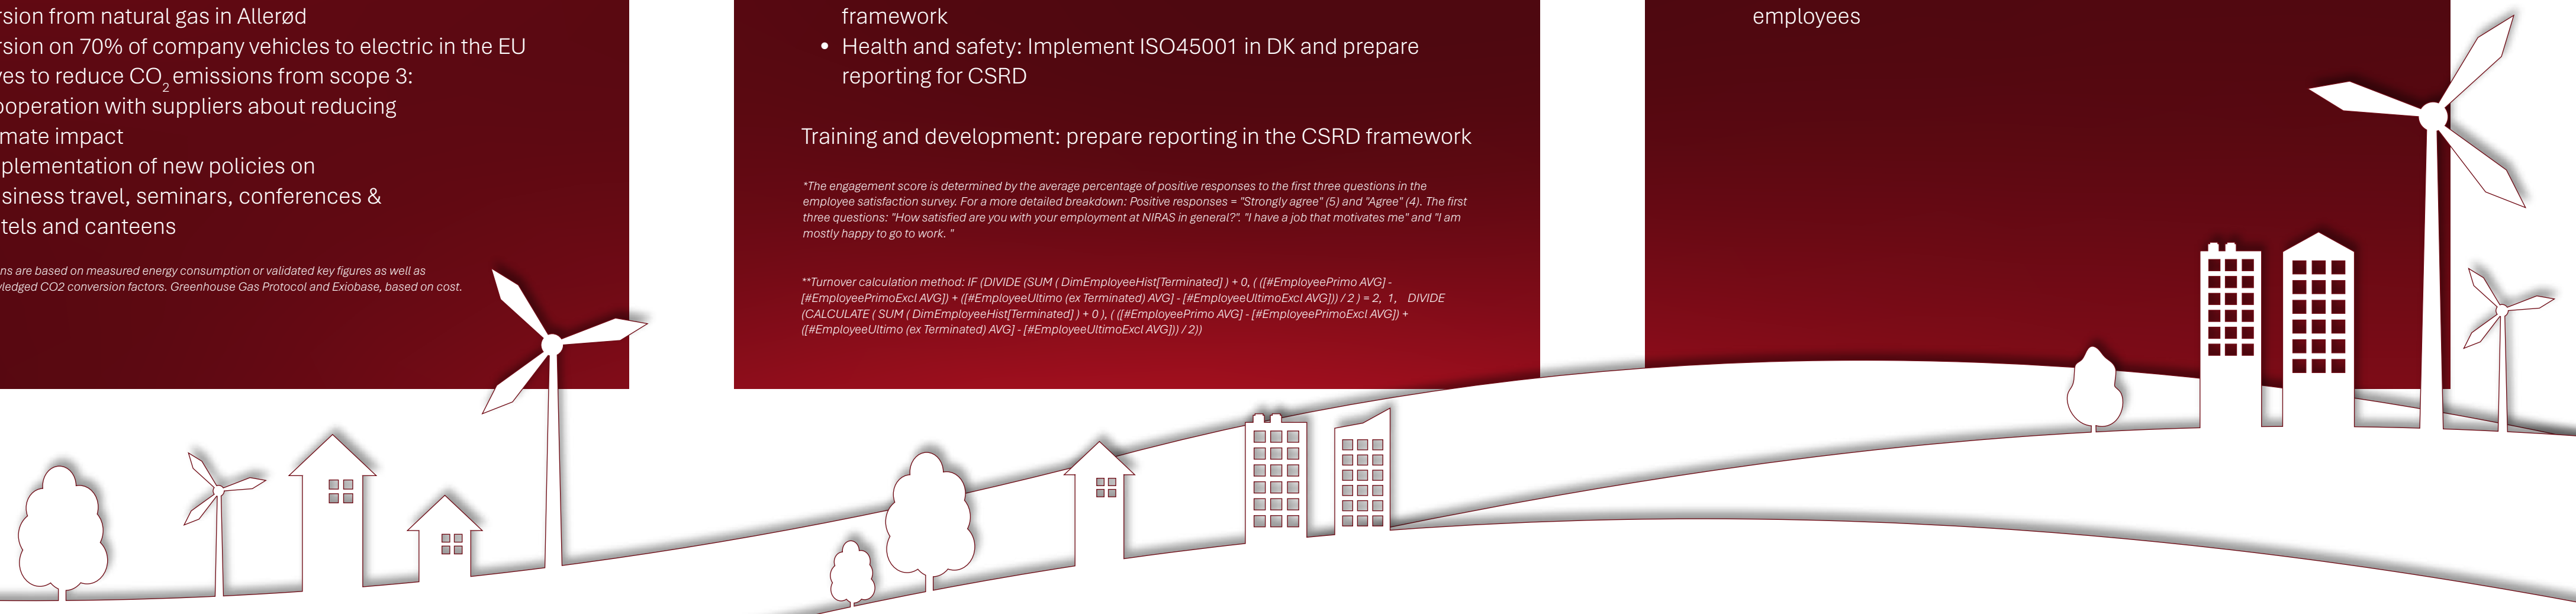 rsion from natural gas in Allerød
rsion on 70% of company vehicles to electric in the EU
ves to reduce CO2 emissions from scope 3:
ooperation with suppliers about reducing
mate impact
plementation of new policies on
siness travel, seminars, conferences &
tels and canteens
ns are based on measured energy consumption or validated key figures as well as
ledged CO2 conversion factors. Greenhouse Gas Protocol and Exiobase, based on cost.
framework
• Health and safety: Implement ISO45001 in DK and prepare
reporting for CSRD
Training and development: prepare reporting in the CSRD framework
*The engagement score is determined by the average percentage of positive responses to the first three questions in the
employee satisfaction survey. For a more detailed breakdown: Positive responses = "Strongly agree" (5) and "Agree" (4). The first
three questions: "How satisfied are you with your employment at NIRAS in general?". "I have a job that motivates me" and "I am
mostly happy to go to work. "
**Turnover calculation method: IF (DIVIDE (SUM ( DimEmployeeHist[Terminated] ) + 0, ( ([#EmployeePrimo AVG] -
[#EmployeePrimoExcl AVG]) + ([#EmployeeUltimo (ex Terminated) AVG] - [#EmployeeUltimoExcl AVG])) / 2 ) = 2, 1, DIVIDE
(CALCULATE ( SUM ( DimEmployeeHist[Terminated] ) + 0 ), ( ([#EmployeePrimo AVG] - [#EmployeePrimoExcl AVG]) +
([#EmployeeUltimo (ex Terminated) AVG] - [#EmployeeUltimoExcl AVG])) / 2))
employees